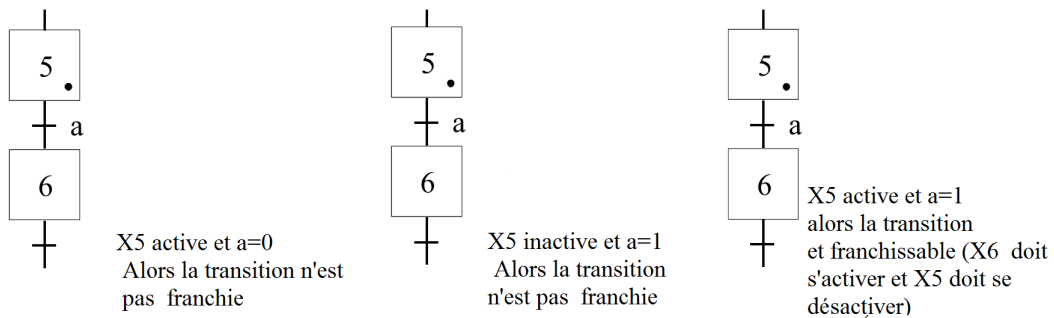 5
a
6
X5 active et a=0
Alors la transition n'est
pas franchie
5
a
6
X5 inactive et a=1
Alors la transition
n'est pas franchie
5
a
6
X5 active et a=1
alors la transition
et franchissable (X6 doit
s'activer et X5 doit se
désactiver)